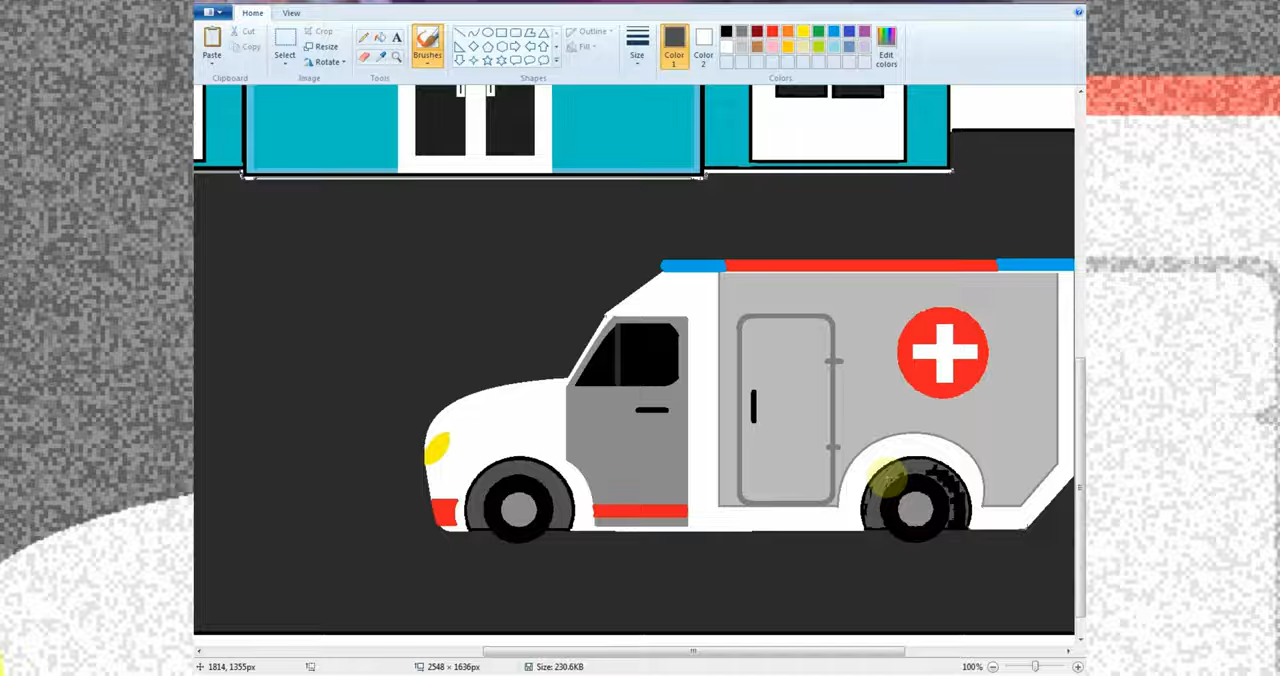 Home View
Cut
Copy
Paste
Clipboard
Select
Crop
Resize
Rotate
Image
A
Tools
Brushes
Outline
Fill
Shapes
Size
Color
1
Color
2
Edit
colors
Colors
1814, 1355px
2548 × 1636px
Size: 230.6KB
100%